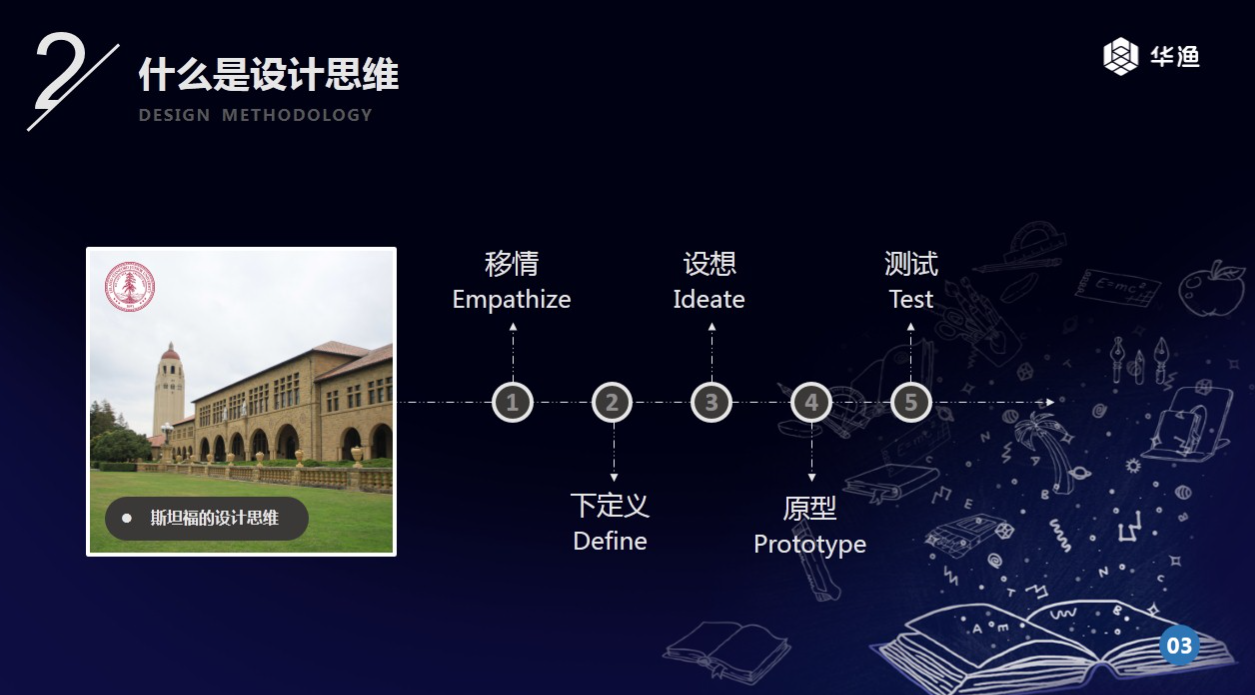 2
什么是设计思维
DESIGN METHODOLOGY
华渔
斯坦福的设计思维
移情
Empathize
设想
Ideate
测试
Test
1
2
3
4
5
下定义
Define
原型
Prototype
E=mc²
03